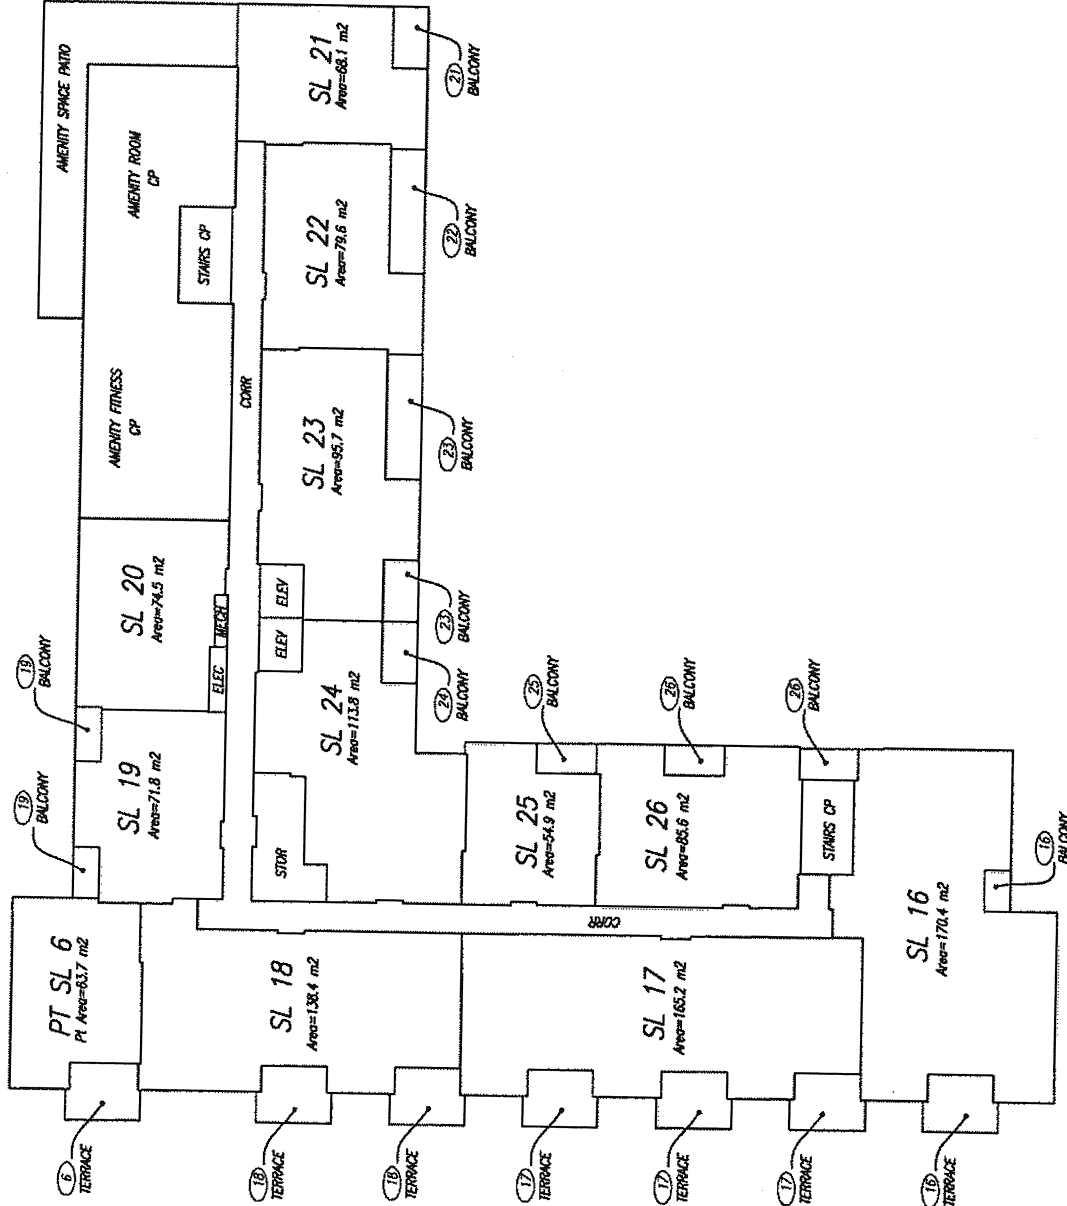 AMENITY SPACE PATIO
AMENITY ROOM
CP
STAIRS CP
AMENITY FITNESS
CP
CORR
SL 21
Area=68.1 m2
21
BALCONY
SL 22
Area=79.6 m2
22
BALCONY
SL 23
Area=95.7 m2
23
BALCONY
23
BALCONY
ELEV
ELEV
SL 20
Area=74.5 m2
MECH
ELEC
19
BALCONY
19
BALCONY
SL 19
Area=71.8 m2
SL 24
Area=113.8 m2
24
BALCONY
STOR
SL 25
Area=54.9 m2
25
BALCONY
SL 26
Area=85.6 m2
26
BALCONY
26
BALCONY
STAIRS CP
CORR
PT SL 6
Pt Area=63.7 m2
SL 18
Area=138.4 m2
SL 17
Area=165.2 m2
SL 16
Area=170.4 m2
16
BALCONY
6
TERRACE
18
TERRACE
18
TERRACE
17
TERRACE
17
TERRACE
17
TERRACE
16
TERRACE